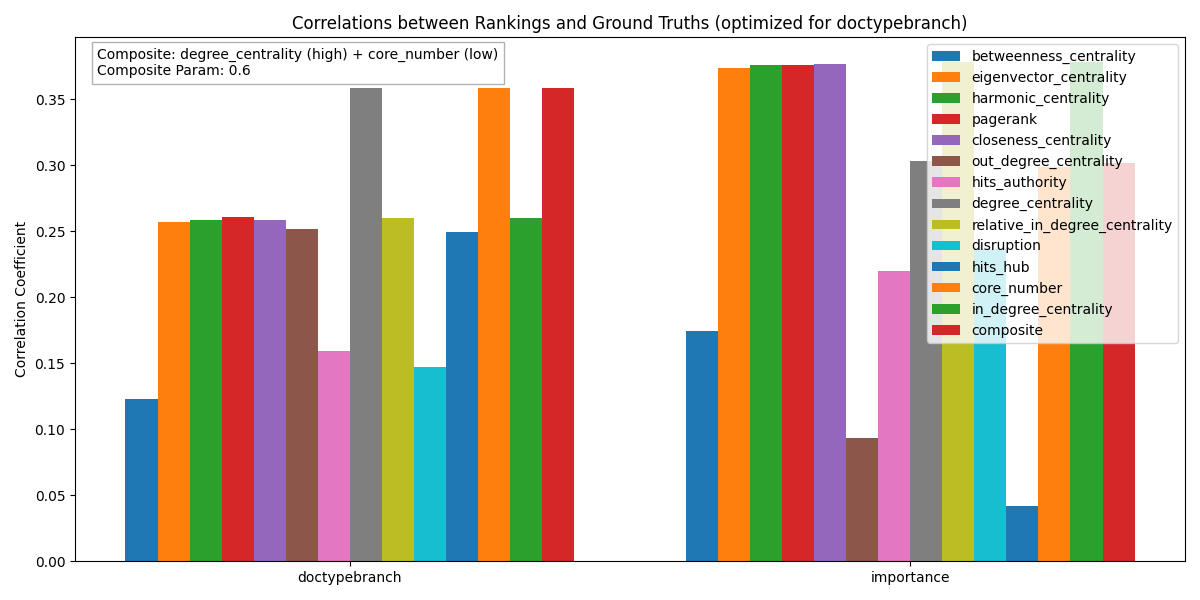 Correlations between Rankings and Ground Truths (optimized for doctypebranch)
Composite: degree_centrality (high) + core_number (low)
Composite Param: 0.6
betweenness_centrality
eigenvector_centrality
harmonic_centrality
pagerank
closeness_centrality
out_degree_centrality
hits_authority
degree_centrality
relative_in_degree_centrality
disruption
hits_hub
core_number
in_degree_centrality
composite
Correlation Coefficient
0.35
0.30
0.25
0.20
0.15
0.10
0.05
0.00
doctypebranch
importance